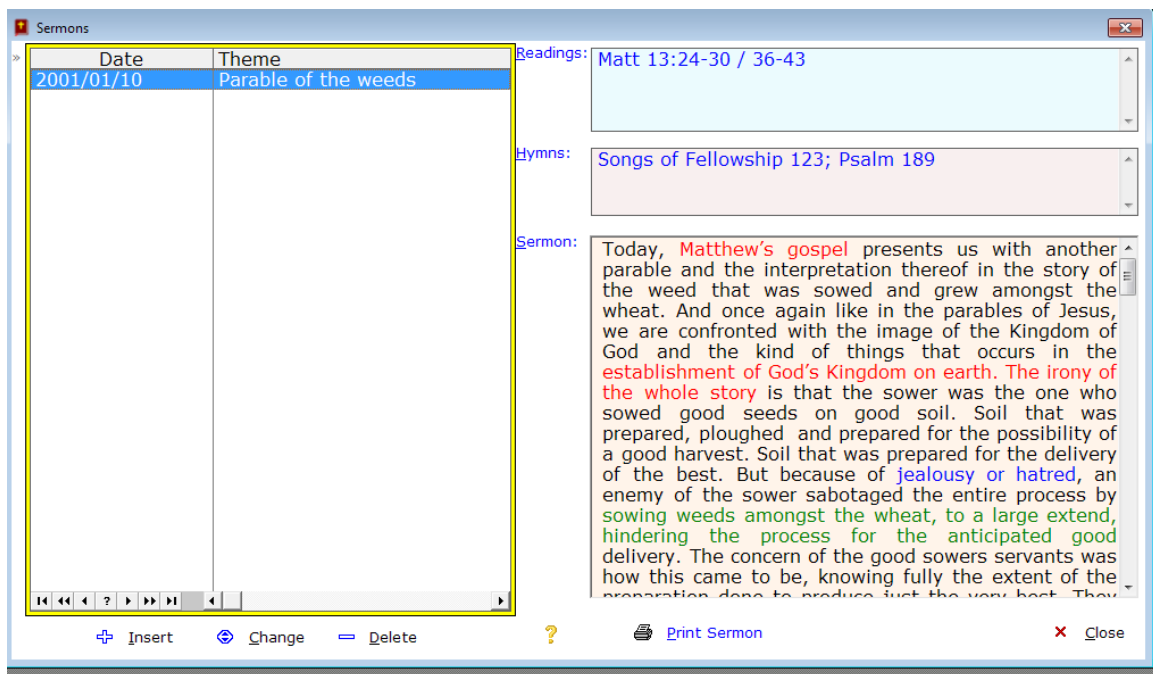 Sermons
Date Theme
2001/01/10 Parable of the weeds
Readings:
Matt 13:24-30 / 36-43
Hymns:
Songs of Fellowship 123; Psalm 189
Sermon:
Today, Matthew's gospel presents us with another
parable and the interpretation thereof in the story of
the weed that was sowed and grew amongst the
wheat. And once again like in the parables of Jesus,
we are confronted with the image of the Kingdom of
God and the kind of things that occurs in the
establishment of God's Kingdom on earth. The irony of
the whole story is that the sower was the one who
sowed good seeds on good soil. Soil that was
prepared, ploughed and prepared for the possibility of
a good harvest. Soil that was prepared for the delivery
of the best. But because of jealousy or hatred, an
enemy of the sower sabotaged the entire process by
sowing weeds amongst the wheat, to a large extend,
hindering the process for the anticipated good
delivery. The concern of the good sowers servants was
how this came to be, knowing fully the extent of the
preparation done to produce just the very best. They
Insert Change Delete ? Print Sermon Close